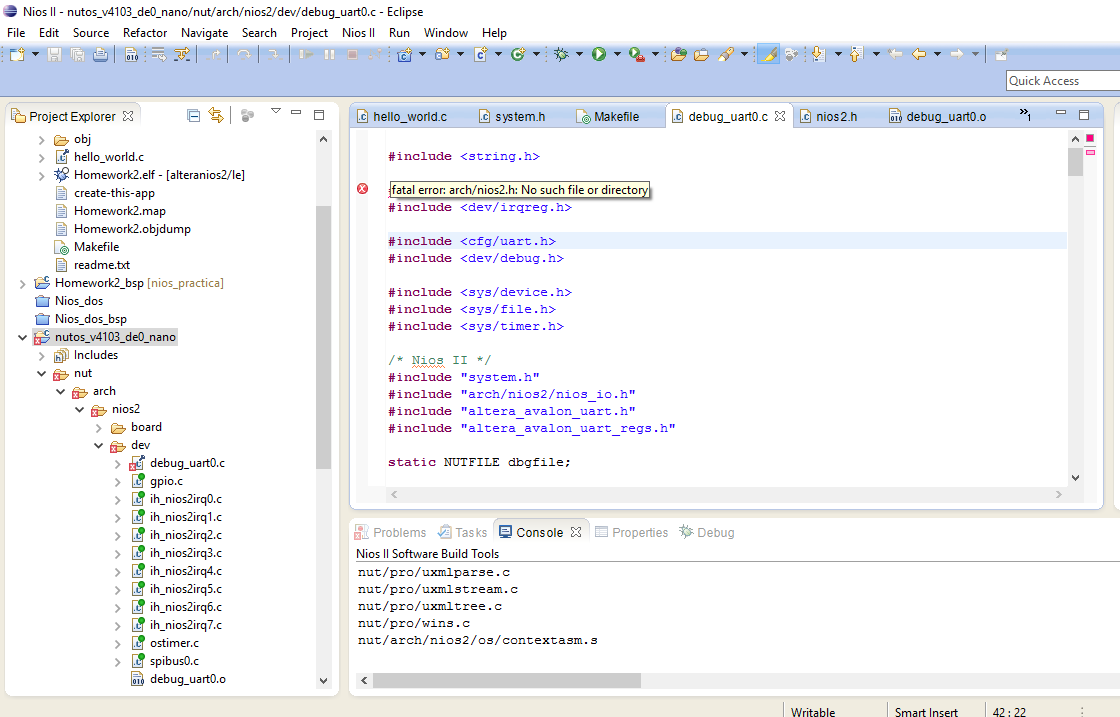 Nios II - nutos_v4103_de0_nano/nut/arch/nios2/dev/debug_uart0.c - Eclipse
File Edit Source Refactor Navigate Search Project Nios II Run Window Help
Quick Access
Project Explorer
obj
hello_world.c
Homework2.elf - [alteranios2/le]
create-this-app
Homework2.map
Homework2.objdump
Makefile
readme.txt
Homework2_bsp [nios_practica]
Nios_dos
Nios_dos_bsp
nutos_v4103_de0_nano
Includes
nut
arch
nios2
board
dev
debug_uart0.c
gpio.c
ih_nios2irq0.c
ih_nios2irq1.c
ih_nios2irq2.c
ih_nios2irq3.c
ih_nios2irq4.c
ih_nios2irq5.c
ih_nios2irq6.c
ih_nios2irq7.c
ostimer.c
spibus0.c
debug_uart0.o
hello_world.c system.h Makefile debug_uart0.c nios2.h debug_uart0.o »1
#include <string.h>
fatal error: arch/nios2.h: No such file or directory
#include <dev/irqreg.h>
#include <cfg/uart.h>
#include <dev/debug.h>
#include <sys/device.h>
#include <sys/file.h>
#include <sys/timer.h>
/* Nios II */
#include "system.h"
#include "arch/nios2/nios_io.h"
#include "altera_avalon_uart.h"
#include "altera_avalon_uart_regs.h"
static NUTFILE dbgfile;
Problems Tasks Console Properties Debug
Nios II Software Build Tools
nut/pro/uxmlparse.c
nut/pro/uxmlstream.c
nut/pro/uxmltree.c
nut/pro/wins.c
nut/arch/nios2/os/contextasm.s
Writable Smart Insert 42 : 22